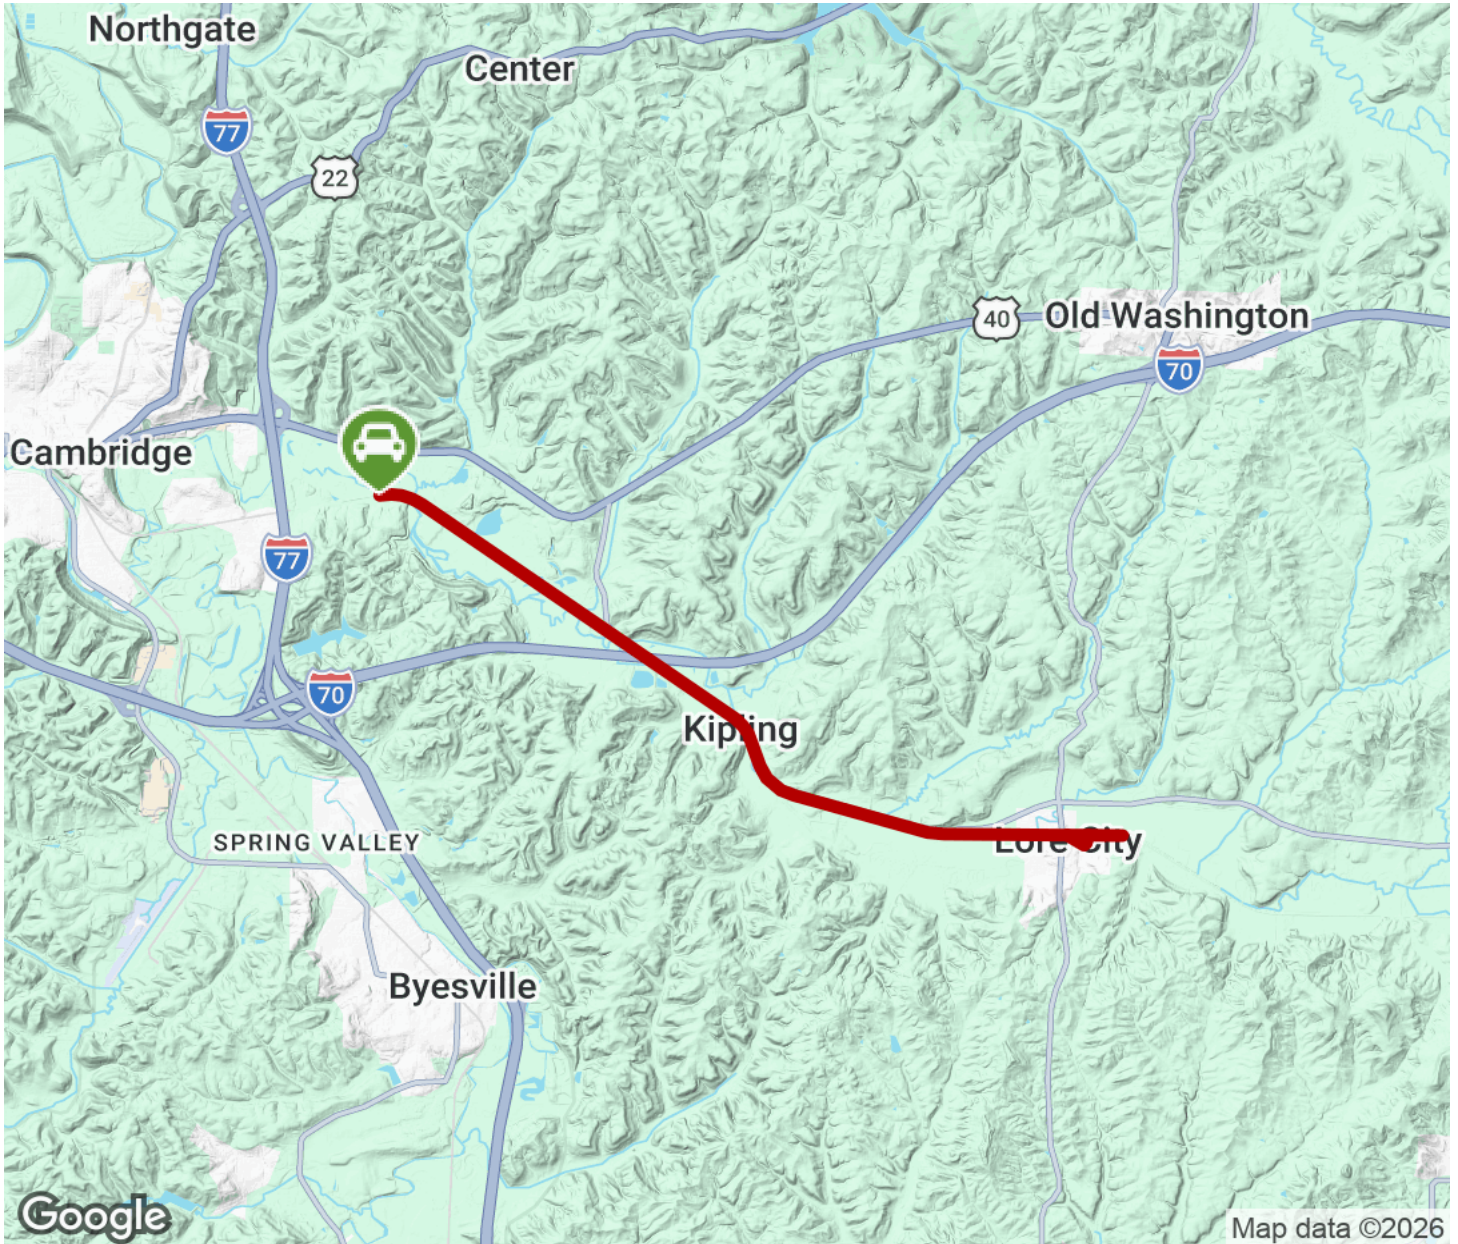 Northgate
Center
77
22
40
Old Washington
70
Cambridge
77
70
Kipling
SPRING VALLEY
Lore City
Byesville
Google
Map data ©2026